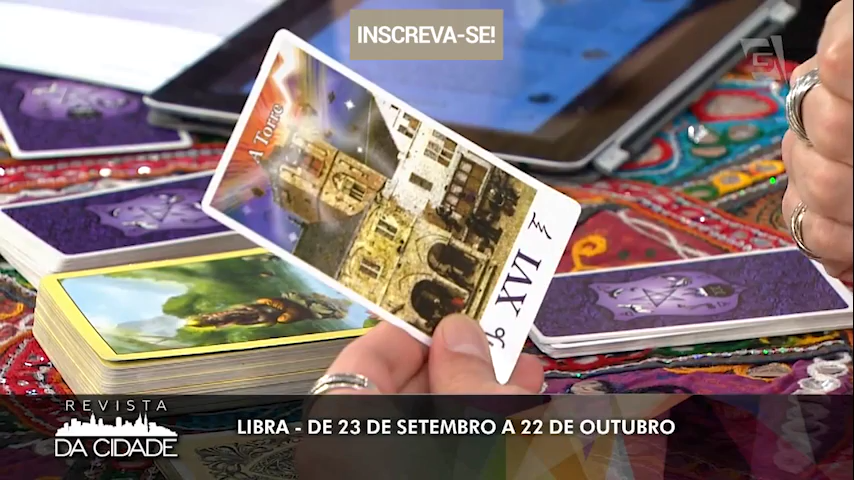 INSCREVA-SE!
A Torre
XVI
REVISTA
DA CIDADE
LIBRA - DE 23 DE SETEMBRO A 22 DE OUTUBRO